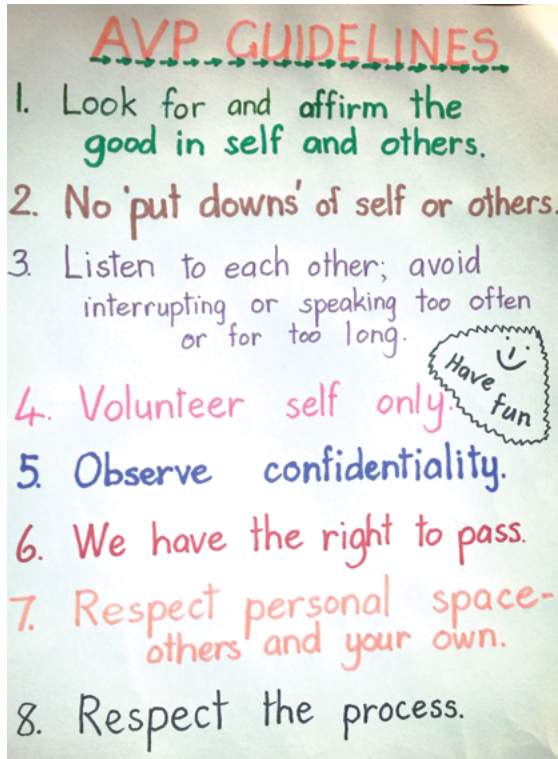 AVP GUIDELINES
1. Look for and affirm the
good in self and others.
2. No 'put downs' of self or others.
3. Listen to each other; avoid
interrupting or speaking too often
or for too long.
Have
fun
4. Volunteer self only.
5. Observe confidentiality.
6. We have the right to pass.
7. Respect personal space-
others' and your own.
8. Respect the process.